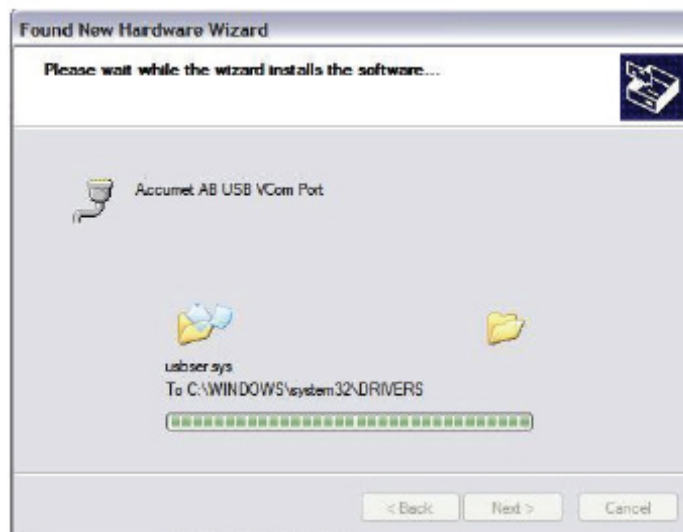 Found New Hardware Wizard
Please wait while the wizard installs the software...
Accumet AB USB VCom Port
usbser.sys
To C:\WINDOWS\system32\DRIVERS
< Back
Next >
Cancel